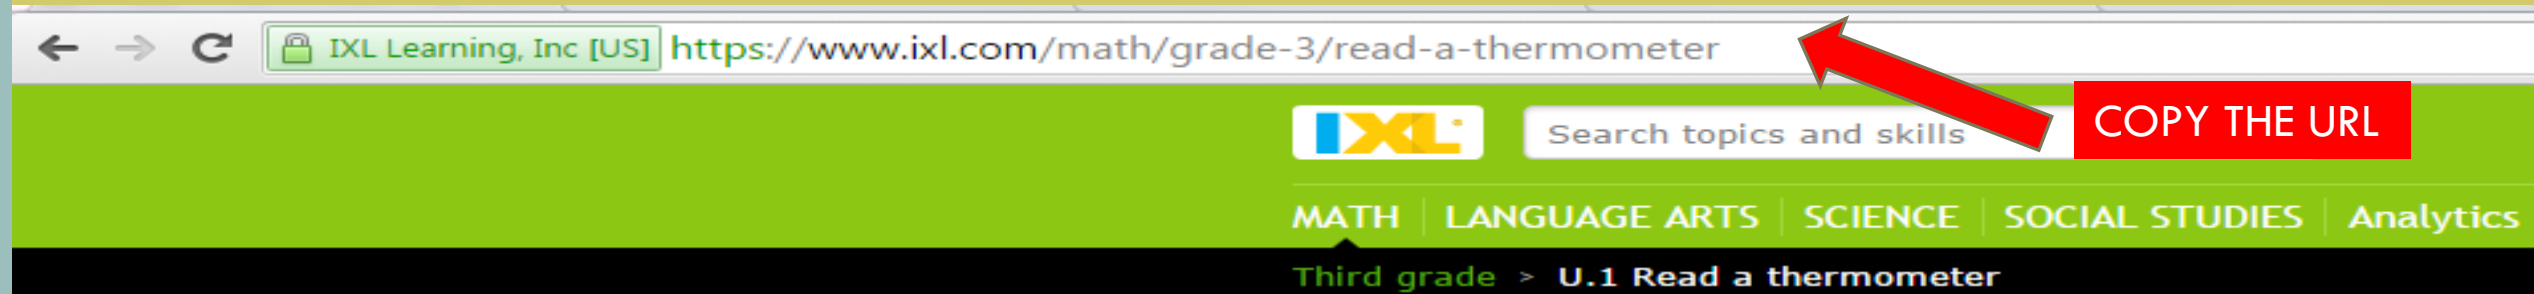 IXL Learning, Inc [US] https://www.ixl.com/math/grade-3/read-a-thermometer
IXL Search topics and skills
COPY THE URL
MATH LANGUAGE ARTS SCIENCE SOCIAL STUDIES Analytics
Third grade > U.1 Read a thermometer